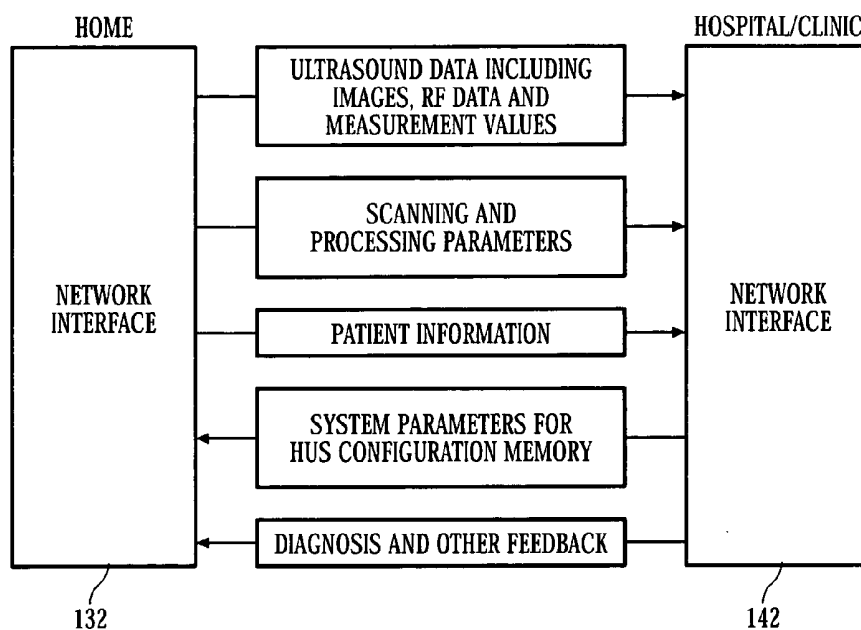 HOME
HOSPITAL/CLINIC
ULTRASOUND DATA INCLUDING
IMAGES, RF DATA AND
MEASUREMENT VALUES
SCANNING AND
PROCESSING PARAMETERS
NETWORK
INTERFACE
NETWORK
INTERFACE
PATIENT INFORMATION
SYSTEM PARAMETERS FOR
HUS CONFIGURATION MEMORY
DIAGNOSIS AND OTHER FEEDBACK
132
142